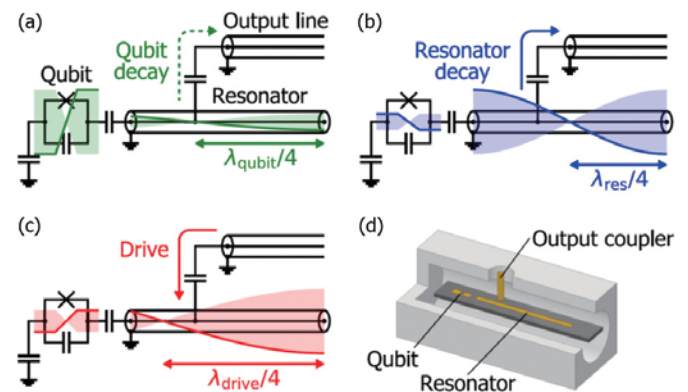 (a)
Output line
Qubit
decay
Qubit
Resonator
λqubit/4
(b)
Resonator
decay
λres/4
(c)
Drive
λdrive/4
(d)
Output coupler
Qubit
Resonator